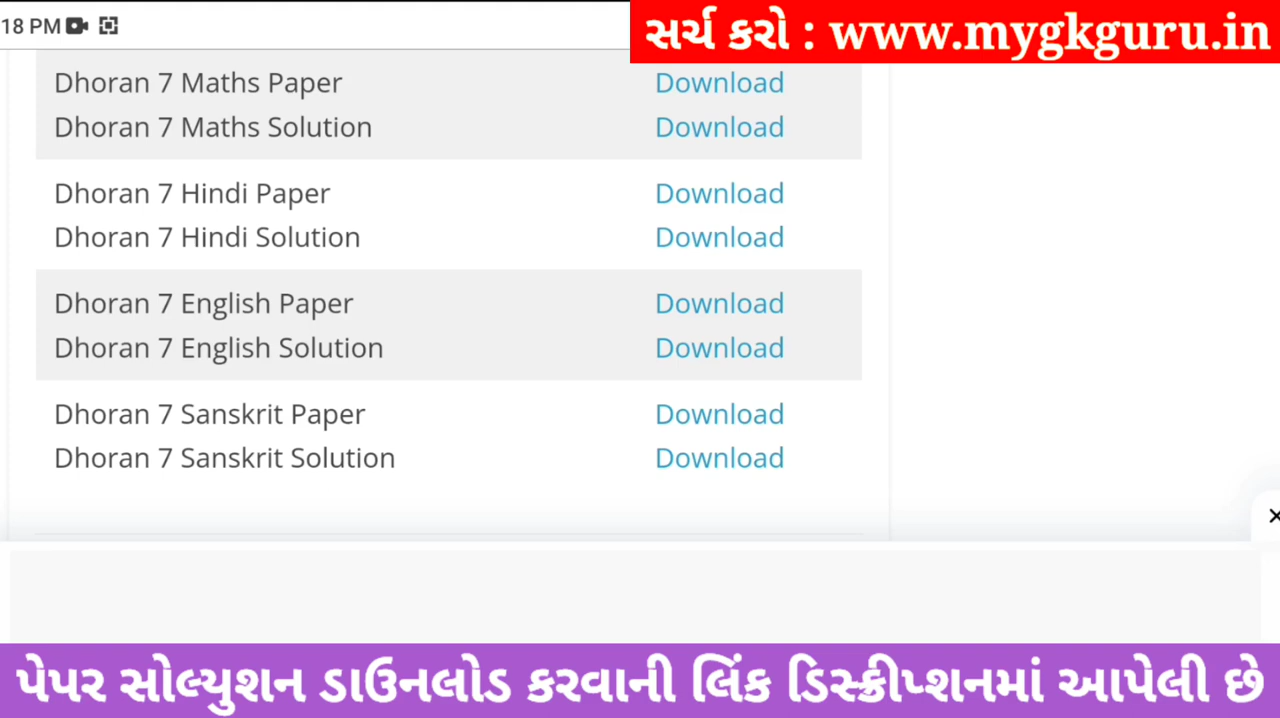 18 PM
સર્ચ કરો : www.mygkguru.in
Dhoran 7 Maths Paper Download
Dhoran 7 Maths Solution Download
Dhoran 7 Hindi Paper Download
Dhoran 7 Hindi Solution Download
Dhoran 7 English Paper Download
Dhoran 7 English Solution Download
Dhoran 7 Sanskrit Paper Download
Dhoran 7 Sanskrit Solution Download
પેપર સોલ્યુશન ડાઉનલોડ કરવાની લિંક ડિસ્ક્રીપ્શનમાં આપેલી છે